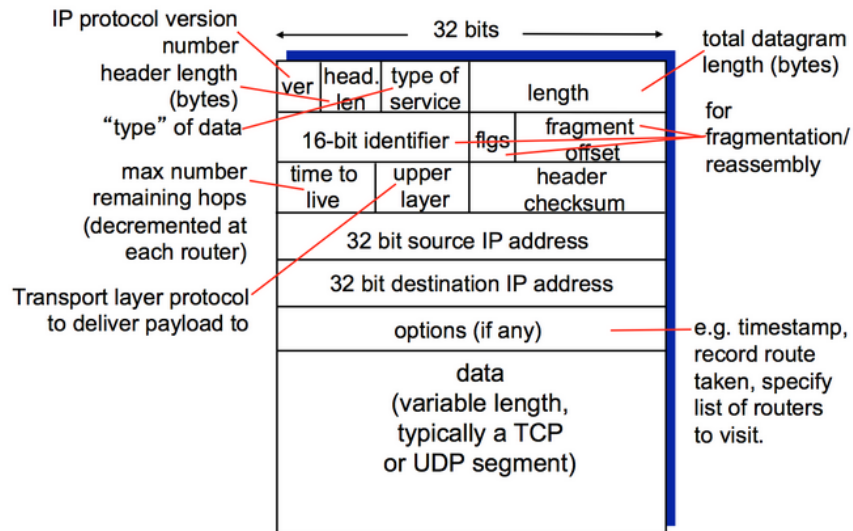 IP protocol version
number
header length
(bytes)
“type” of data
max number
remaining hops
(decremented at
each router)
Transport layer protocol
to deliver payload to
32 bits
ver
head.
len
type of
service
length
16-bit identifier
flgs
fragment
offset
time to
live
upper
layer
header
checksum
32 bit source IP address
32 bit destination IP address
options (if any)
data
(variable length,
typically a TCP
or UDP segment)
total datagram
length (bytes)
for
fragmentation/
reassembly
e.g. timestamp,
record route
taken, specify
list of routers
to visit.